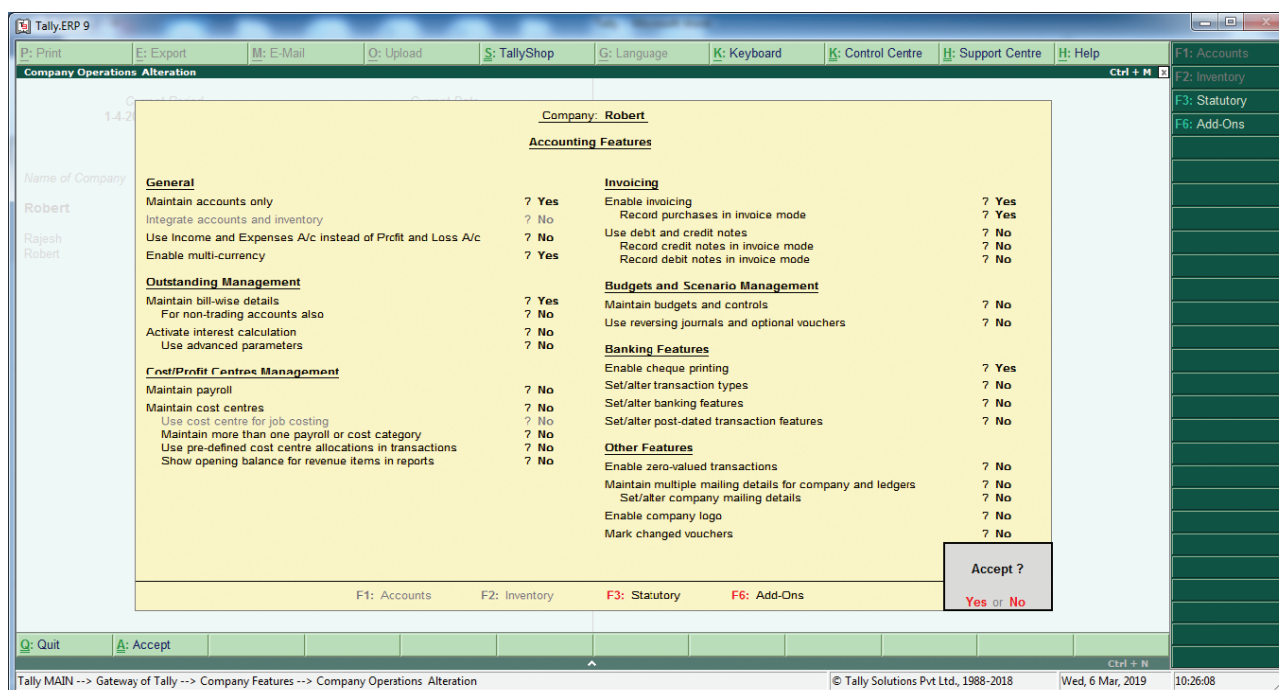 Tally.ERP 9
P: Print E: Export M: E-Mail O: Upload S: TallyShop G: Language K: Keyboard K: Control Centre H: Support Centre H: Help
F1: Accounts
Company Operations Alteration Ctrl + M x
F2: Inventory
F3: Statutory
F6: Add-Ons
Company: Robert
Accounting Features
Name of Company
Robert
Rajesh
Robert
General
Maintain accounts only ? Yes
Integrate accounts and inventory ? No
Use Income and Expenses A/c instead of Profit and Loss A/c ? No
Enable multi-currency ? Yes
Outstanding Management
Maintain bill-wise details ? Yes
For non-trading accounts also ? No
Activate interest calculation ? No
Use advanced parameters ? No
Cost/Profit Centres Management
Maintain payroll ? No
Maintain cost centres ? No
Use cost centre for job costing ? No
Maintain more than one payroll or cost category ? No
Use pre-defined cost centre allocations in transactions ? No
Show opening balance for revenue items in reports ? No
Invoicing
Enable invoicing ? Yes
Record purchases in invoice mode ? Yes
Use debit and credit notes ? No
Record credit notes in invoice mode ? No
Record debit notes in invoice mode ? No
Budgets and Scenario Management
Maintain budgets and controls ? No
Use reversing journals and optional vouchers ? No
Banking Features
Enable cheque printing ? Yes
Set/alter transaction types ? No
Set/alter banking features ? No
Set/alter post-dated transaction features ? No
Other Features
Enable zero-valued transactions ? No
Maintain multiple mailing details for company and ledgers ? No
Set/alter company mailing details ? No
Enable company logo ? No
Mark changed vouchers ? No
Accept ?
Yes or No
F1: Accounts F2: Inventory F3: Statutory F6: Add-Ons
Q: Quit A: Accept
Ctrl + N
Tally MAIN --> Gateway of Tally --> Company Features --> Company Operations Alteration © Tally Solutions Pvt Ltd., 1988-2018 Wed, 6 Mar, 2019 10:26:08